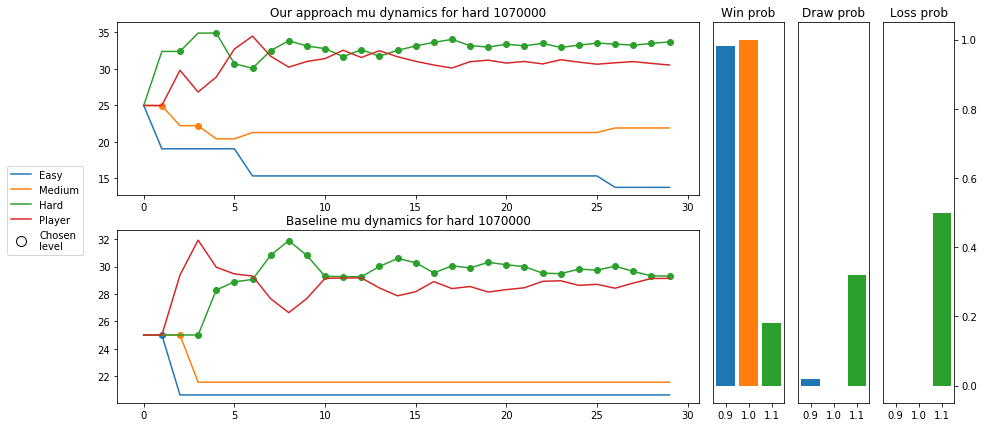 Our approach mu dynamics for hard 1070000
35
30
25
20
15
0 5 10 15 20 25 30
Baseline mu dynamics for hard 1070000
32
30
28
26
24
22
0 5 10 15 20 25 30
Easy
Medium
Hard
Player
Chosen
level
Win prob Draw prob Loss prob
1.0
0.8
0.6
0.4
0.2
0.0
0.9 1.0 1.1 0.9 1.0 1.1 0.9 1.0 1.1